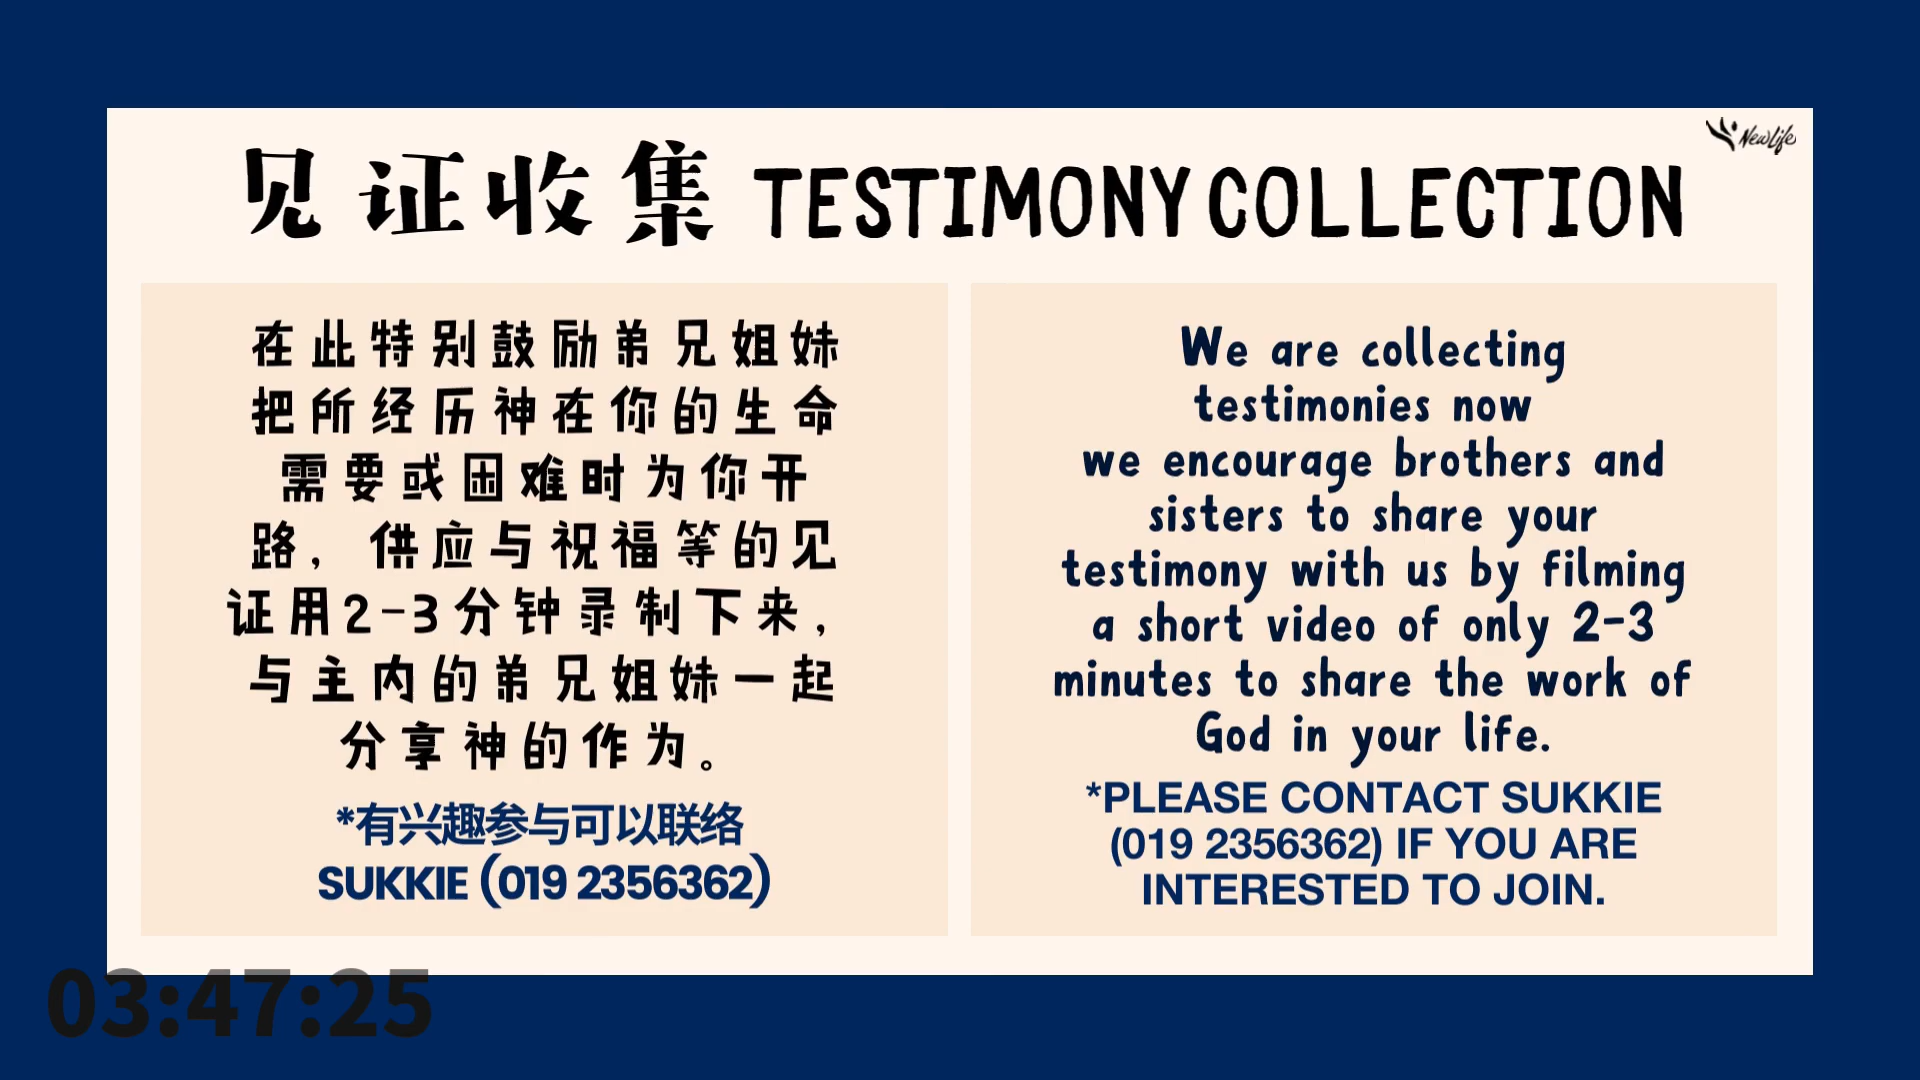 NewLife
见证收集 TESTIMONY COLLECTION
在此特别鼓励弟兄姐妹
把所经历神在你的生命
需要或困难时为你开
路，供应与祝福等的见
证用2-3分钟录制下来，
与主内的弟兄姐妹一起
分享神的作为。
*有兴趣参与可以联络
SUKKIE (019 2356362)
We are collecting
testimonies now
we encourage brothers and
sisters to share your
testimony with us by filming
a short video of only 2-3
minutes to share the work of
God in your life.
*PLEASE CONTACT SUKKIE
(019 2356362) IF YOU ARE
INTERESTED TO JOIN.
03:47:25